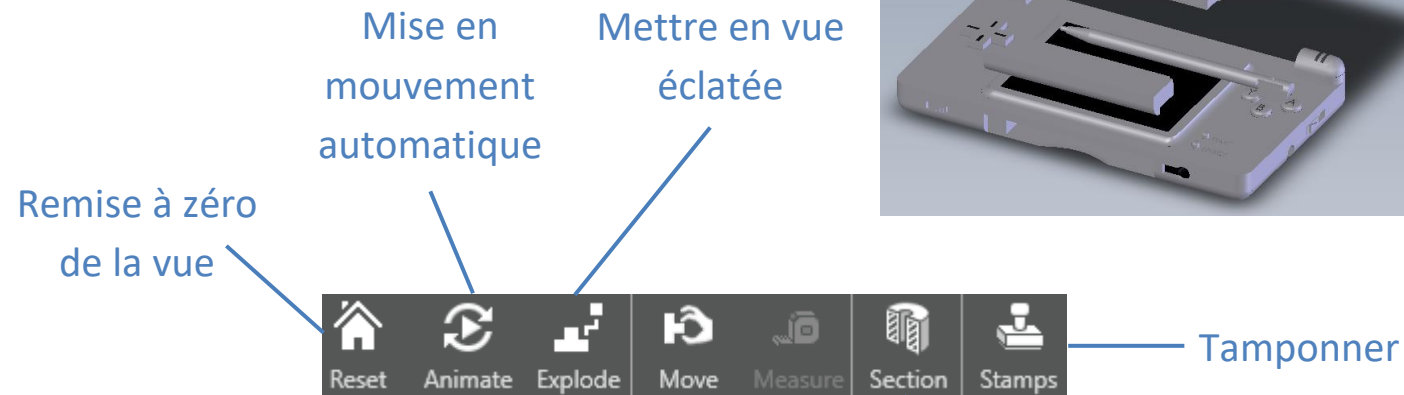 Mise en
mouvement
automatique
Mettre en vue
éclatée
Remise à zéro
de la vue
Reset
Animate
Explode
Move
Measure
Section
Stamps
Tamponner